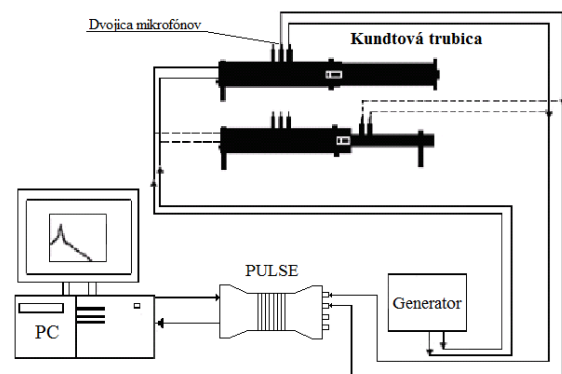 Dvojica mikrofónov
Kundtová trubica
PULSE
Generator
PC